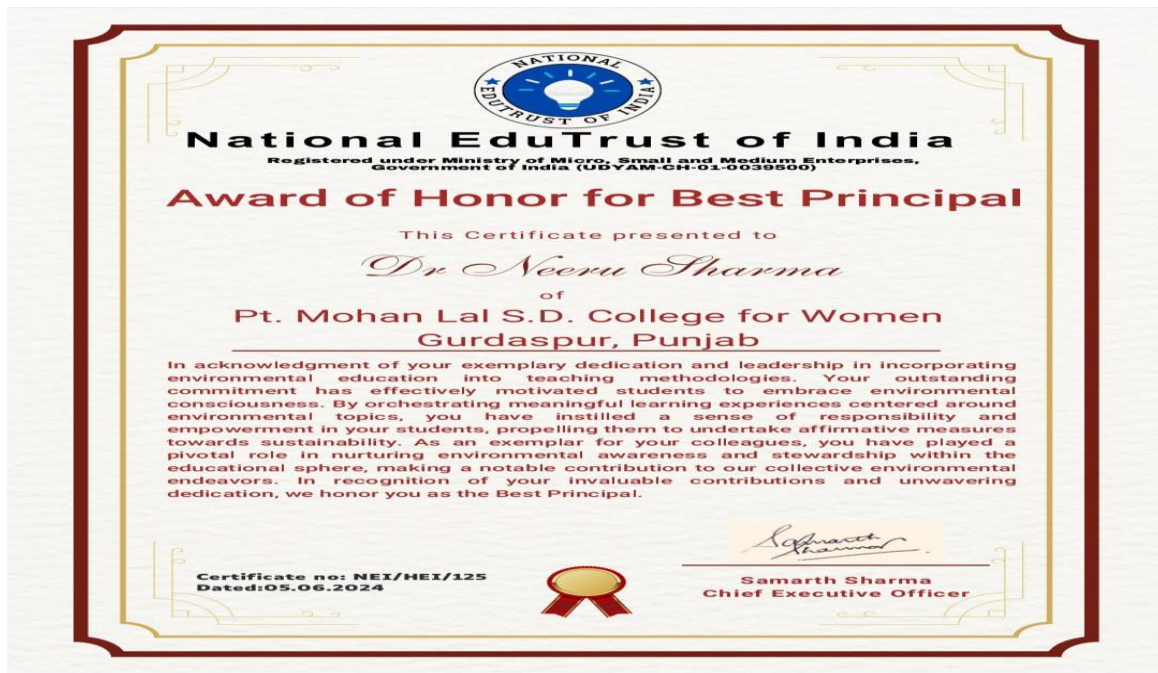 NATIONAL
EDUTRUST OF INDIA
National EduTrust of India
Registered under Ministry of Micro, Small and Medium Enterprises,
Government of India (UDYAM-CH-01-0039500)
Award of Honor for Best Principal
This Certificate presented to
Dr Neeru Sharma
of
Pt. Mohan Lal S.D. College for Women
Gurdaspur, Punjab
In acknowledgment of your exemplary dedication and leadership in incorporating
environmental education into teaching methodologies. Your outstanding
commitment has effectively motivated students to embrace environmental
consciousness. By orchestrating meaningful learning experiences centered around
environmental topics, you have instilled a sense of responsibility and
empowerment in your students, propelling them to undertake affirmative measures
towards sustainability. As an exemplar for your colleagues, you have played a
pivotal role in nurturing environmental awareness and stewardship within the
educational sphere, making a notable contribution to our collective environmental
endeavors. In recognition of your invaluable contributions and unwavering
dedication, we honor you as the Best Principal.
Samarth
Sharma
Certificate no: NEI/HEI/125
Dated:05.06.2024
Samarth Sharma
Chief Executive Officer